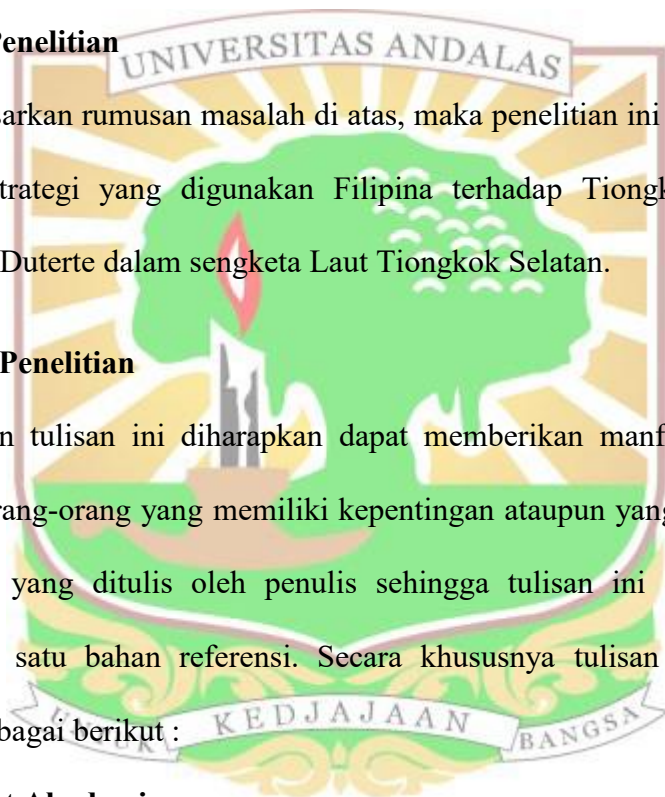 Penelitian
UNIVERSITAS ANDALAS
sarkan rumusan masalah di atas, maka penelitian ini
trategi yang digunakan Filipina terhadap Tiongk
Duterte dalam sengketa Laut Tiongkok Selatan.
Penelitian
n tulisan ini diharapkan dapat memberikan manf
rang-orang yang memiliki kepentingan ataupun yang
yang ditulis oleh penulis sehingga tulisan ini
satu bahan referensi. Secara khususnya tulisan
bagai berikut :
UNTUK KEDJAJAAN BANGSA